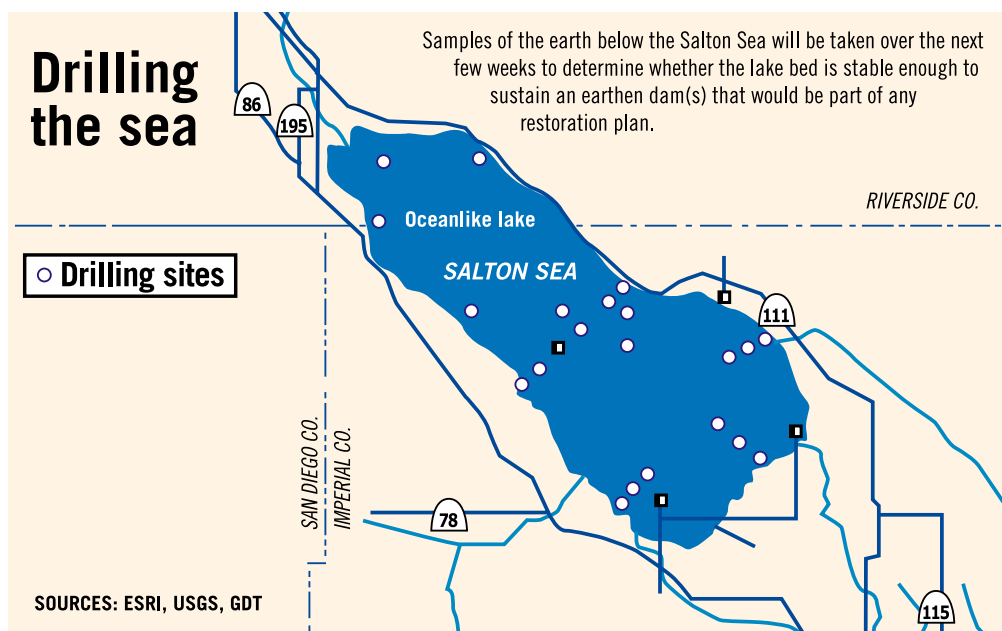 Drilling
the sea
Samples of the earth below the Salton Sea will be taken over the next
few weeks to determine whether the lake bed is stable enough to
sustain an earthen dam(s) that would be part of any
restoration plan.
86
195
RIVERSIDE CO.
Oceanlike lake
SALTON SEA
Drilling sites
111
SAN DIEGO CO.
IMPERIAL CO.
78
115
SOURCES: ESRI, USGS, GDT